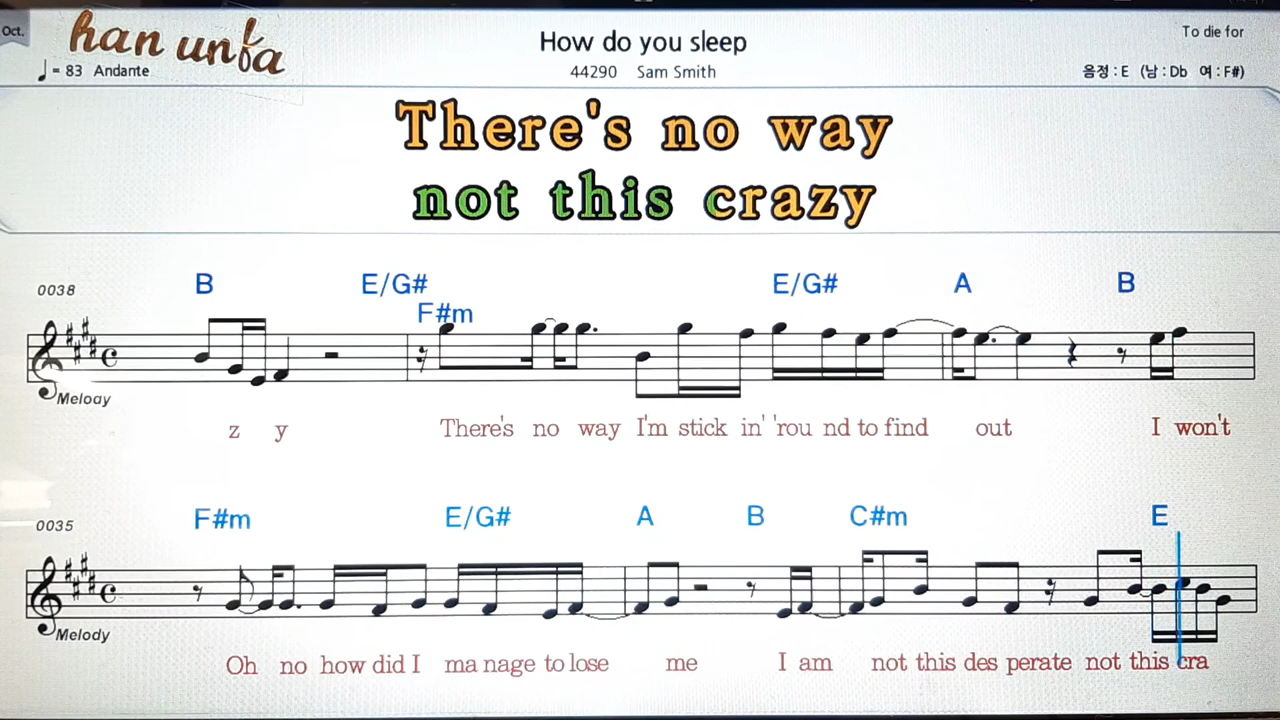 Oct.
han unfa
How do you sleep
To die for
= 83 Andante
44290 Sam Smith
음정 : E (남 : Db 여 : F#)
There's no way
not this crazy
0038
B E/G# F#m E/G# A B
Melody
z y There's no way I'm stick in' 'rou nd to find out I won't
0035
F#m E/G# A B C#m E
Melody
Oh no how did I ma nage to lose me I am not this des perate not this cra